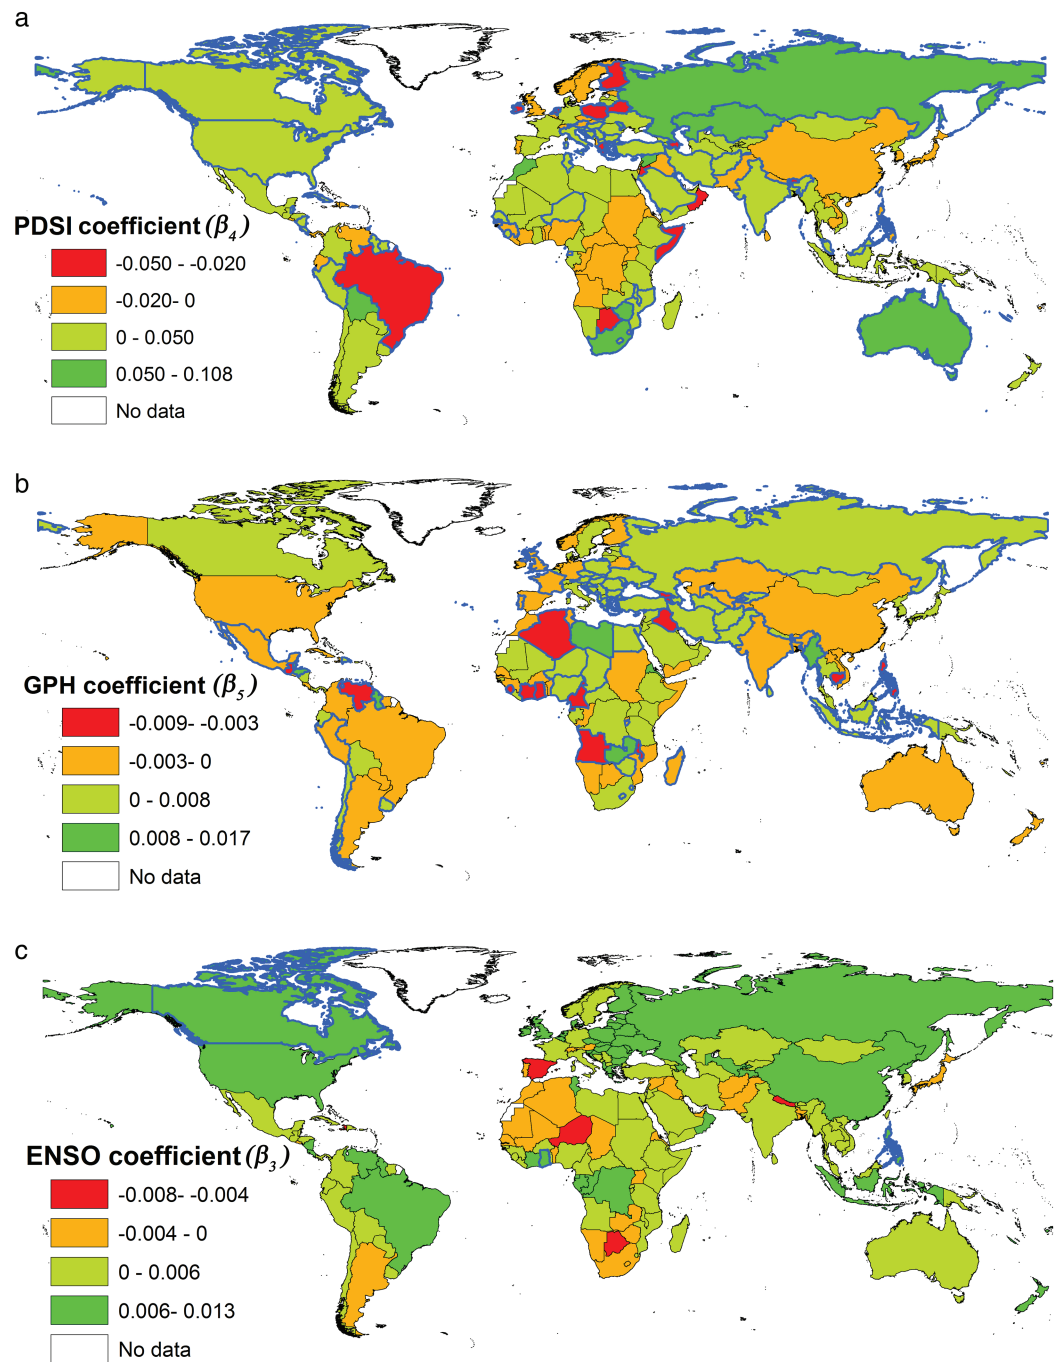 a
PDSI coefficient (β4)
-0.050 - -0.020
-0.020- 0
0 - 0.050
0.050 - 0.108
No data
b
GPH coefficient (β5)
-0.009- -0.003
-0.003- 0
0 - 0.008
0.008 - 0.017
No data
c
ENSO coefficient (β3)
-0.008- -0.004
-0.004 - 0
0 - 0.006
0.006- 0.013
No data